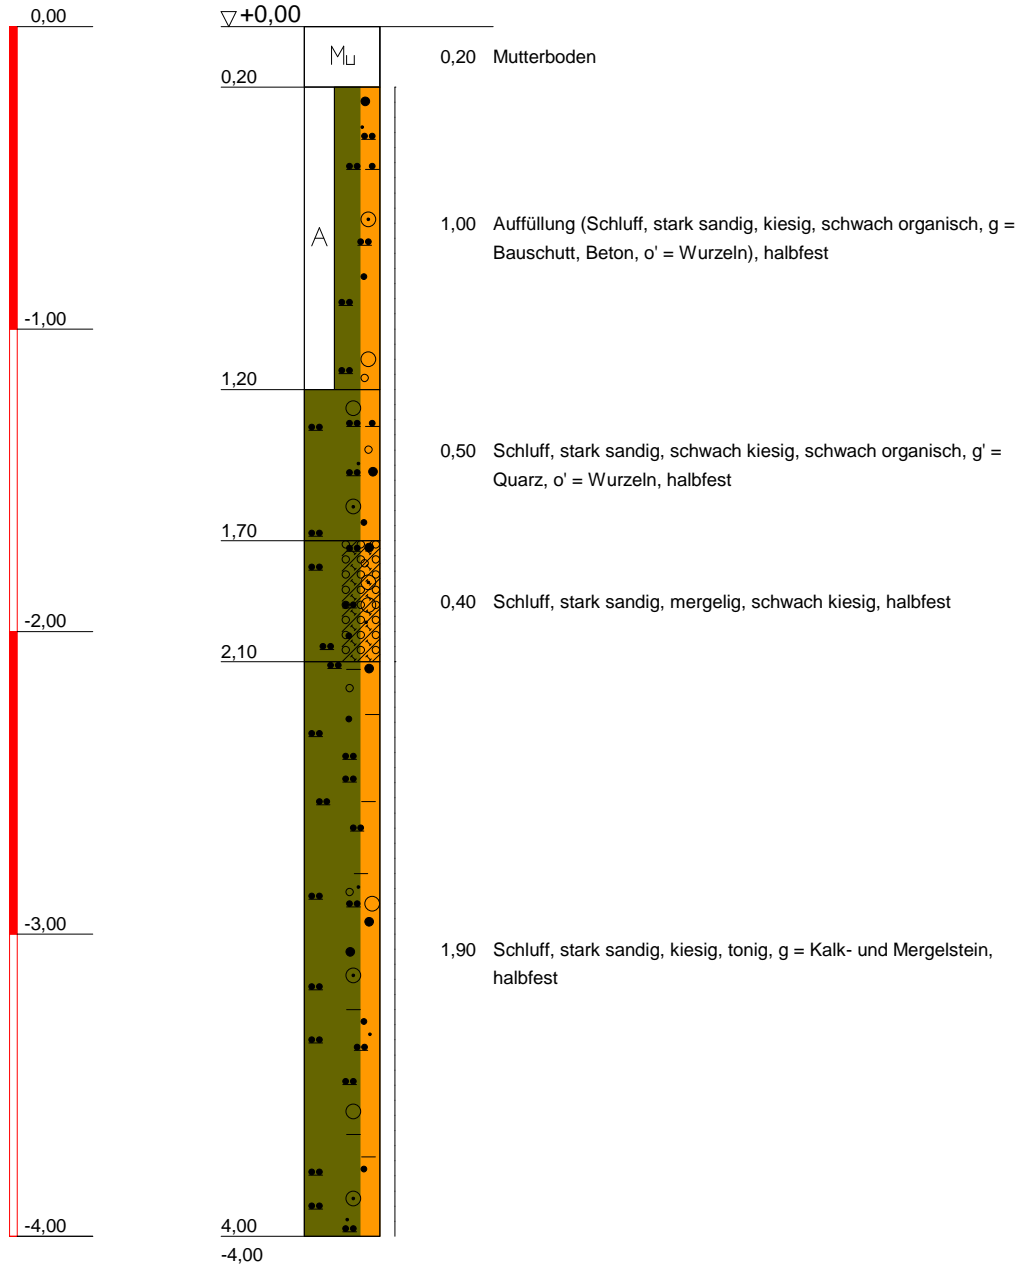 0,00
+0,00
Mu
0,20 Mutterboden
0,20
1,00 Auffüllung (Schluff, stark sandig, kiesig, schwach organisch, g =
Bauschutt, Beton, o' = Wurzeln), halbfest
A
-1,00
1,20
0,50 Schluff, stark sandig, schwach kiesig, schwach organisch, g' =
Quarz, o' = Wurzeln, halbfest
1,70
0,40 Schluff, stark sandig, mergelig, schwach kiesig, halbfest
-2,00
2,10
-3,00
1,90 Schluff, stark sandig, kiesig, tonig, g = Kalk- und Mergelstein,
halbfest
-4,00
4,00
-4,00